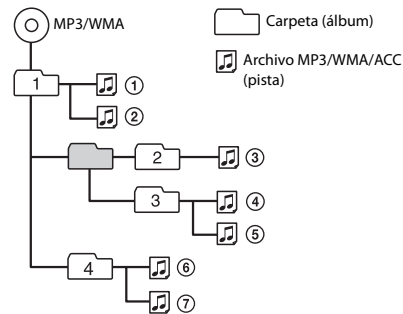 MP3/WMA
Carpeta (álbum)
Archivo MP3/WMA/ACC
(pista)
1
①
②
2
③
3
④
⑤
4
⑥
⑦